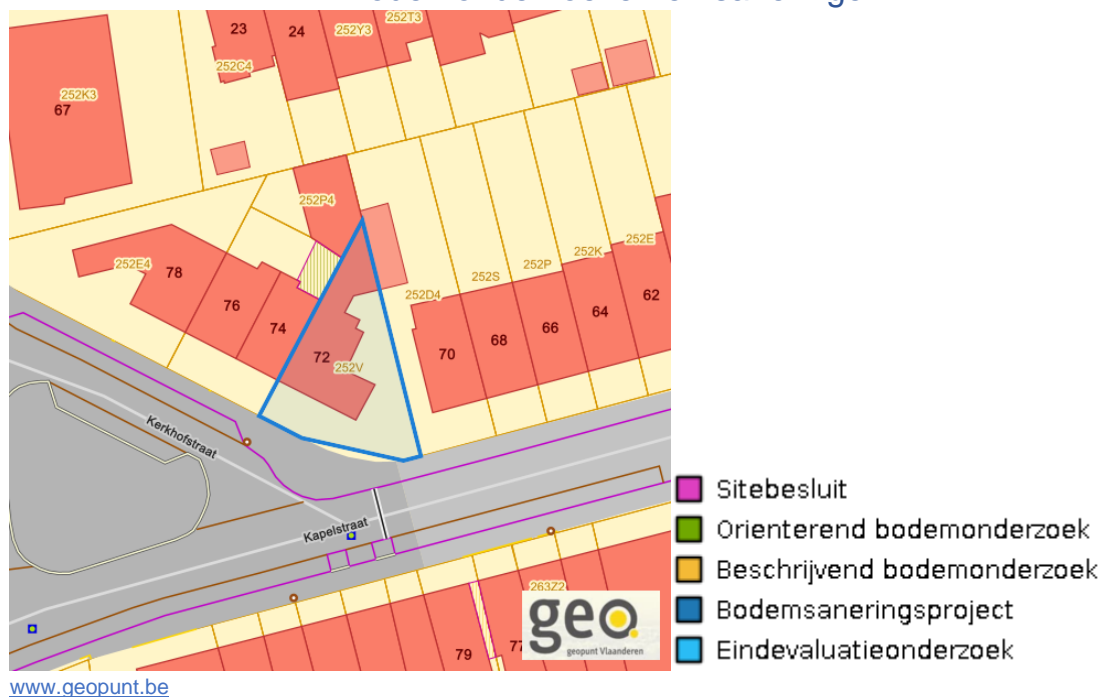 252T3
23
24
252Y3
252C4
252K3
67
252P4
252E4
78
252E
252K
252P
76
252S
252D4
62
64
74
66
68
72
70
252V
Kerkhofstraat
Kapelstraat
263Z2
79
geo
geopunt Vlaanderen
Sitebesluit
Orienterend bodemonderzoek
Beschrijvend bodemonderzoek
Bodemsaneringsproject
Eindevaluatieonderzoek
www.geopunt.be